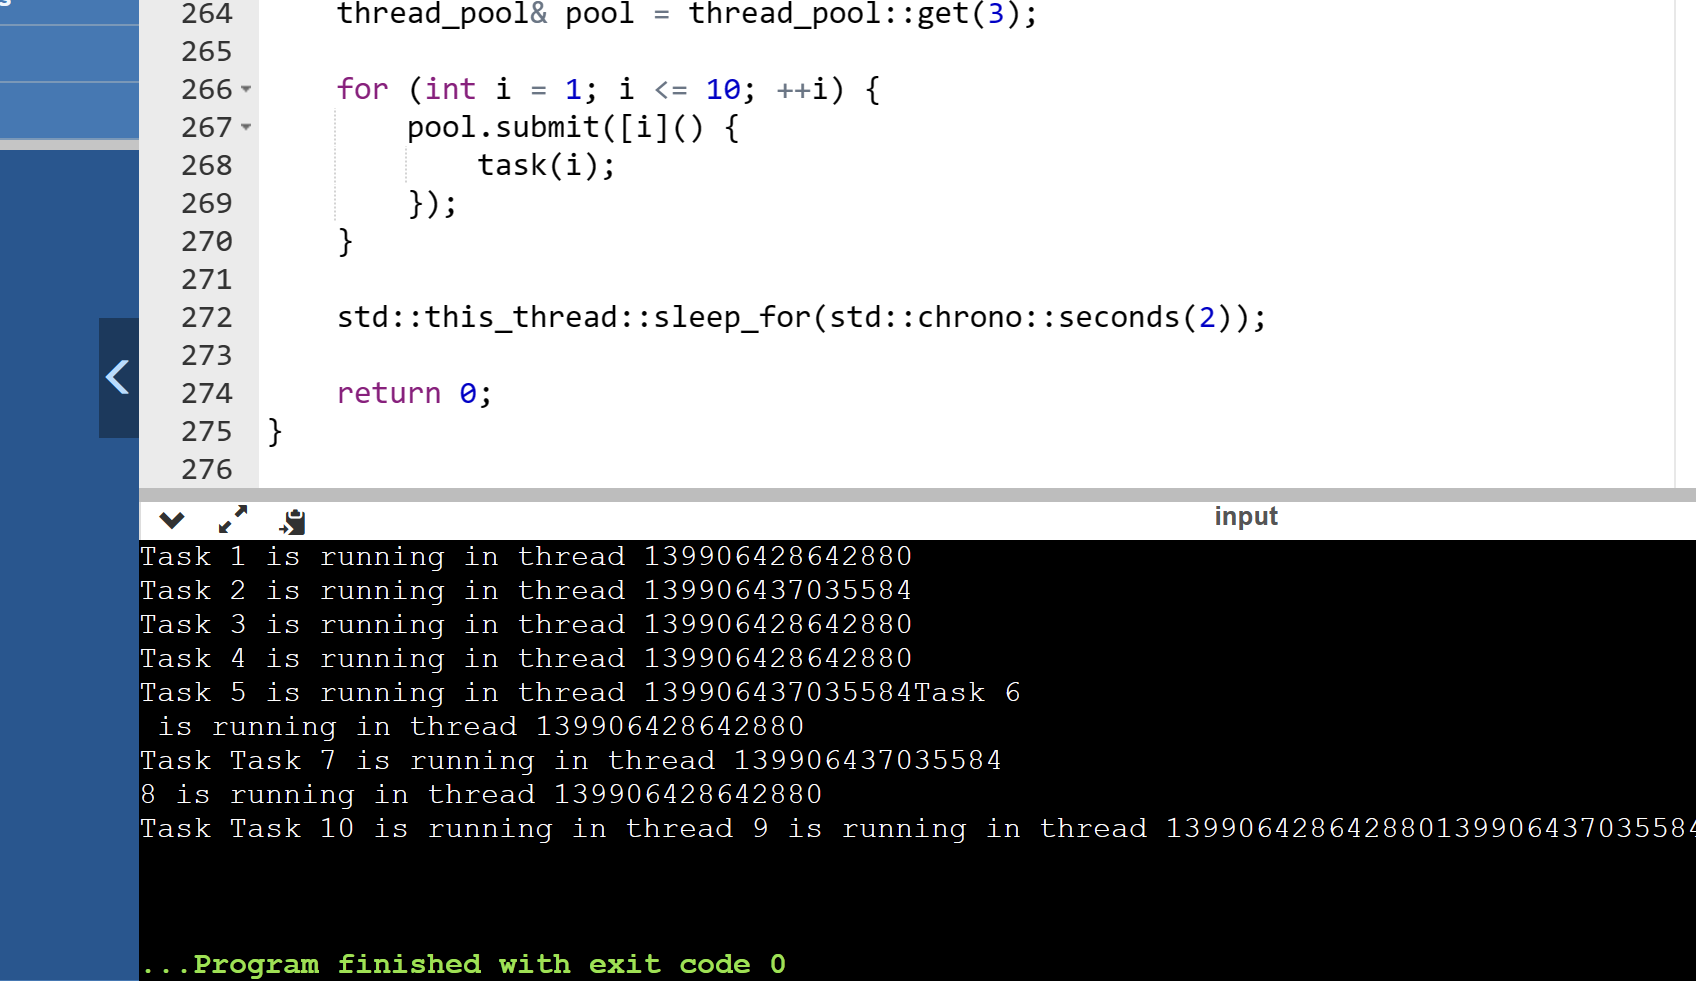 264 thread_pool& pool = thread_pool::get(3);
265
266 for (int i = 1; i <= 10; ++i) {
267 pool.submit([i]() {
268 task(i);
269 });
270 }
271
272 std::this_thread::sleep_for(std::chrono::seconds(2));
273
274 return 0;
275 }
276
input
Task 1 is running in thread 139906428642880
Task 2 is running in thread 139906437035584
Task 3 is running in thread 139906428642880
Task 4 is running in thread 139906428642880
Task 5 is running in thread 139906437035584Task 6
 is running in thread 139906428642880
Task Task 7 is running in thread 139906437035584
8 is running in thread 139906428642880
Task Task 10 is running in thread 9 is running in thread 139906428642880139906437035584
...Program finished with exit code 0